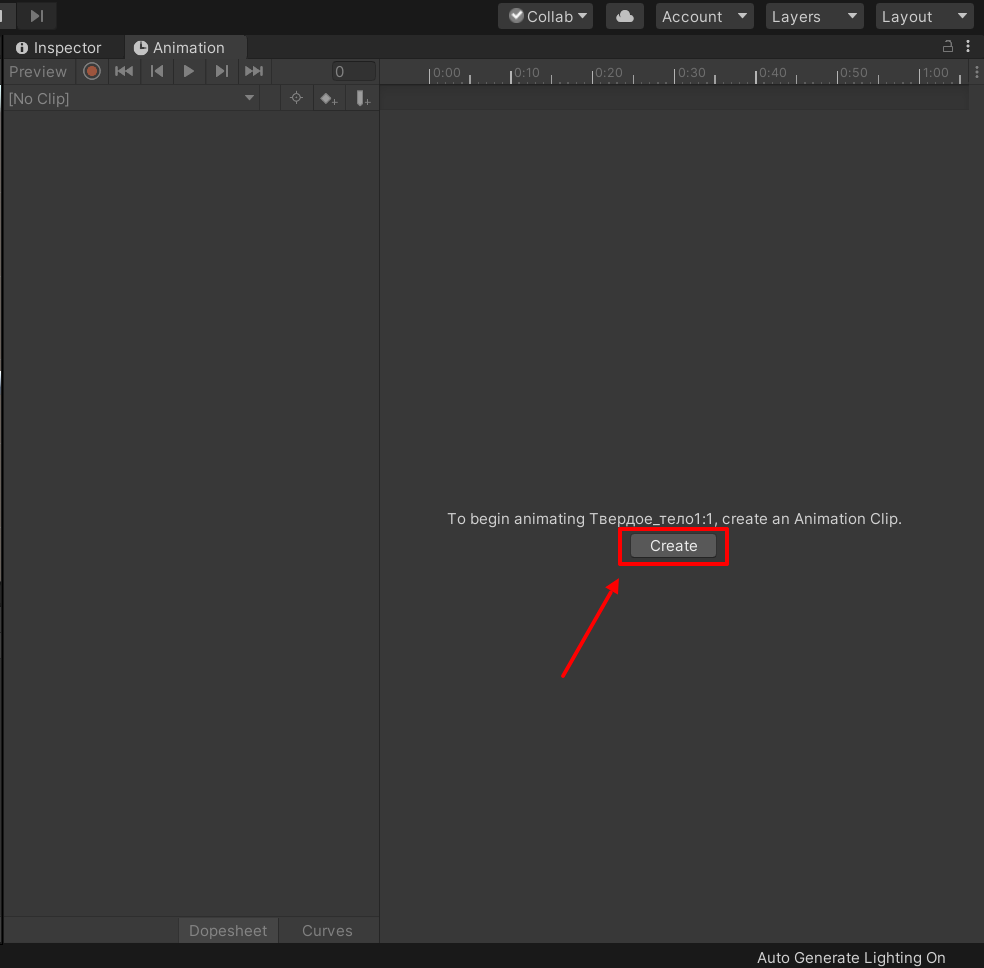 Collab Account Layers Layout
Inspector Animation
Preview 0 0:00 0:10 0:20 0:30 0:40 0:50 1:00
[No Clip]
To begin animating Твердое_тело1:1, create an Animation Clip.
Create
Dopesheet Curves
Auto Generate Lighting On